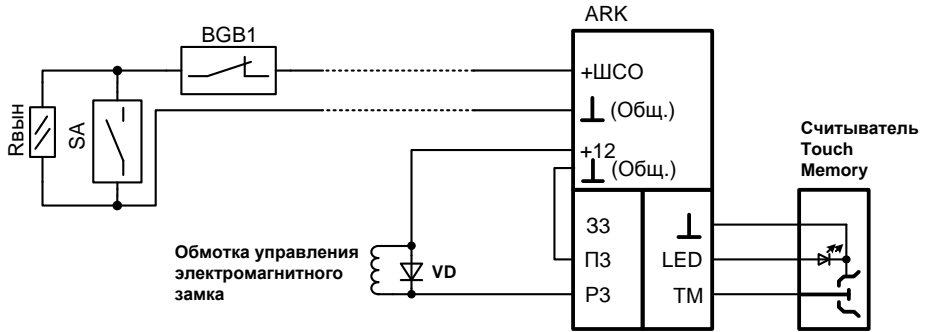 ARK
BGB1
+ШСО
⊥ (Общ.)
Rвын
SA
+12
⊥ (Общ.)
Считыватель
Touch
Memory
ЗЗ
⊥
ПЗ
LED
РЗ
TM
Обмотка управления
электромагнитного
замка
VD